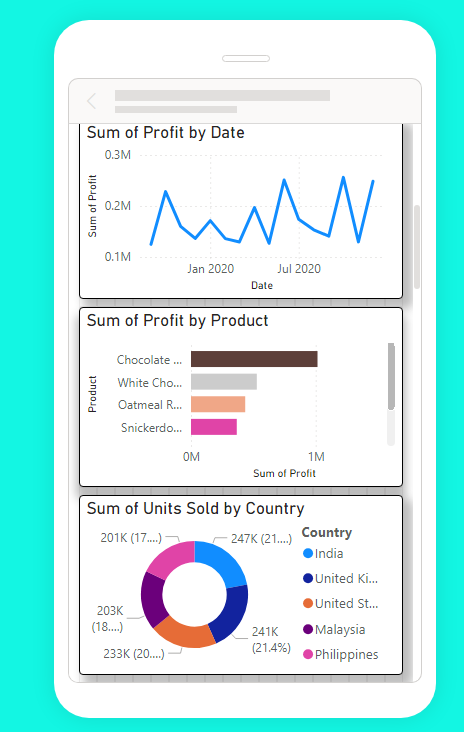 Sum of Profit by Date
0.3M
0.2M
0.1M
Sum of Profit
Jan 2020 Jul 2020
Date
Sum of Profit by Product
Product
Chocolate ...
White Cho...
Oatmeal R...
Snickerdo...
0M 1M
Sum of Profit
Sum of Units Sold by Country
201K (17....)
247K (21....)
203K
(18....)
233K (20....)
241K
(21.4%)
Country
India
United Ki...
United St...
Malaysia
Philippines